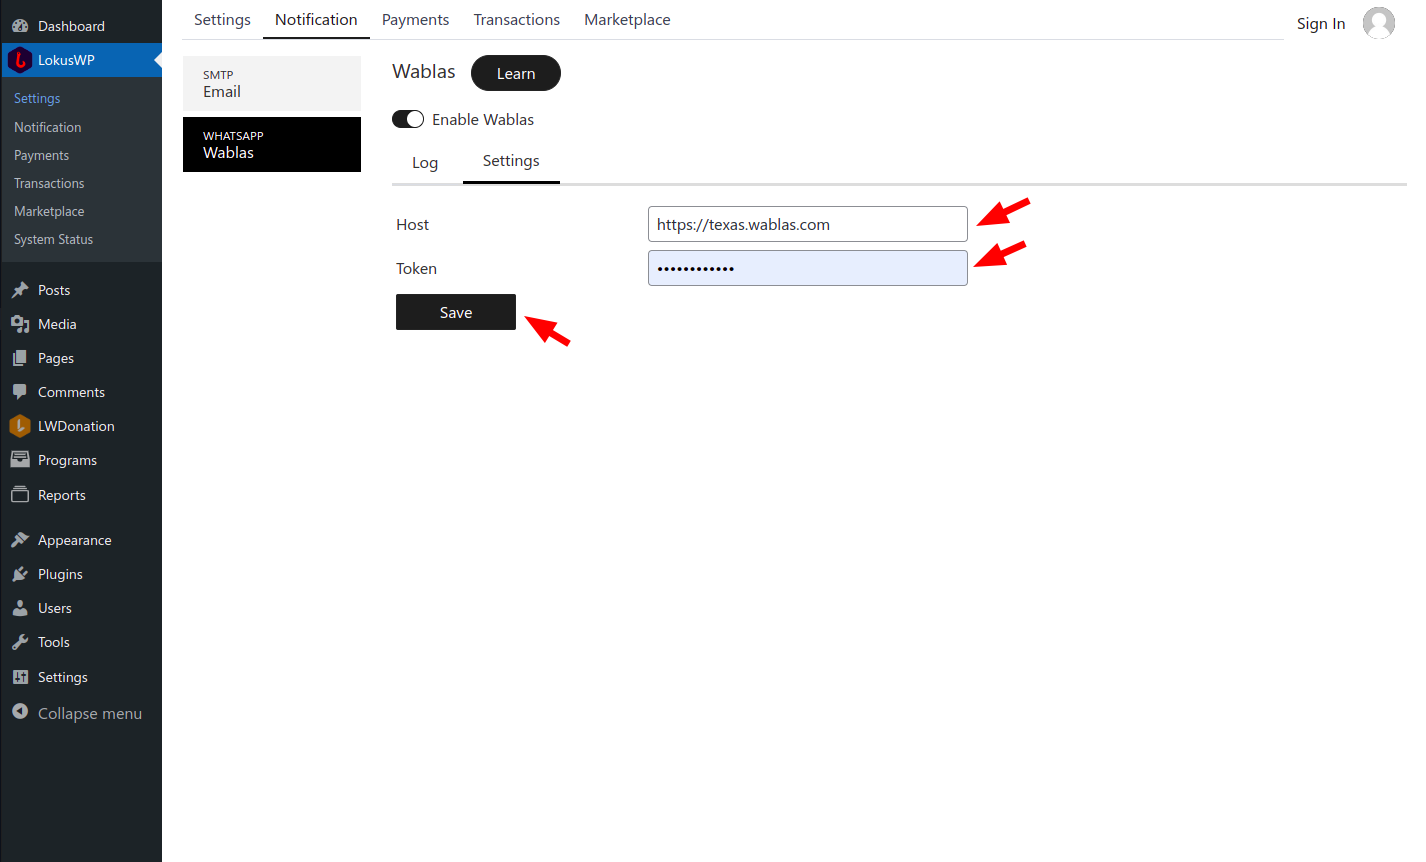 Dashboard
LokusWP
Settings
Notification
Payments
Transactions
Marketplace
System Status
Posts
Media
Pages
Comments
LWDonation
Programs
Reports
Appearance
Plugins
Users
Tools
Settings
Collapse menu
Settings Notification Payments Transactions Marketplace
Sign In
SMTP
Email
WHATSAPP
Wablas
Wablas Learn
Enable Wablas
Log Settings
Host https://texas.wablas.com
Token ••••••••••••
Save